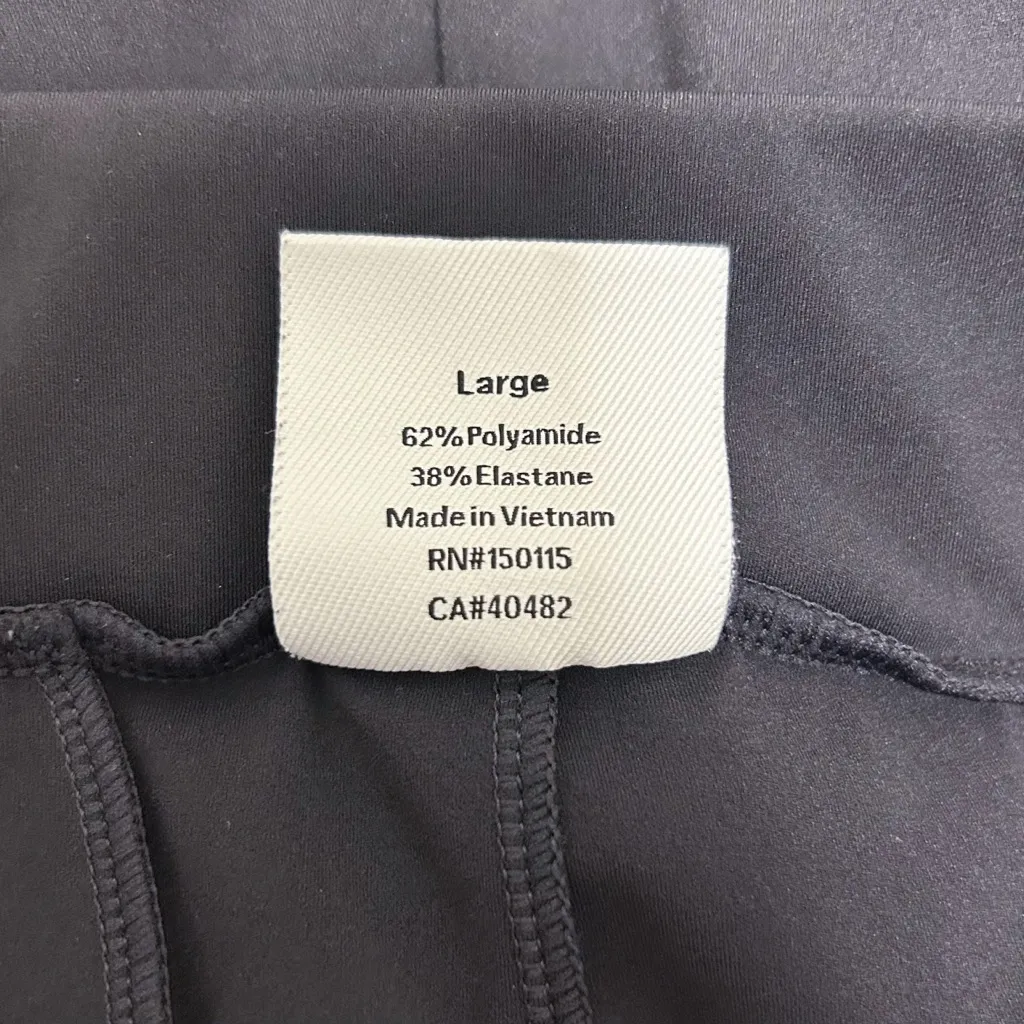 Large
62% Polyamide
38% Elastane
Made in Vietnam
RN#150115
CA#40482